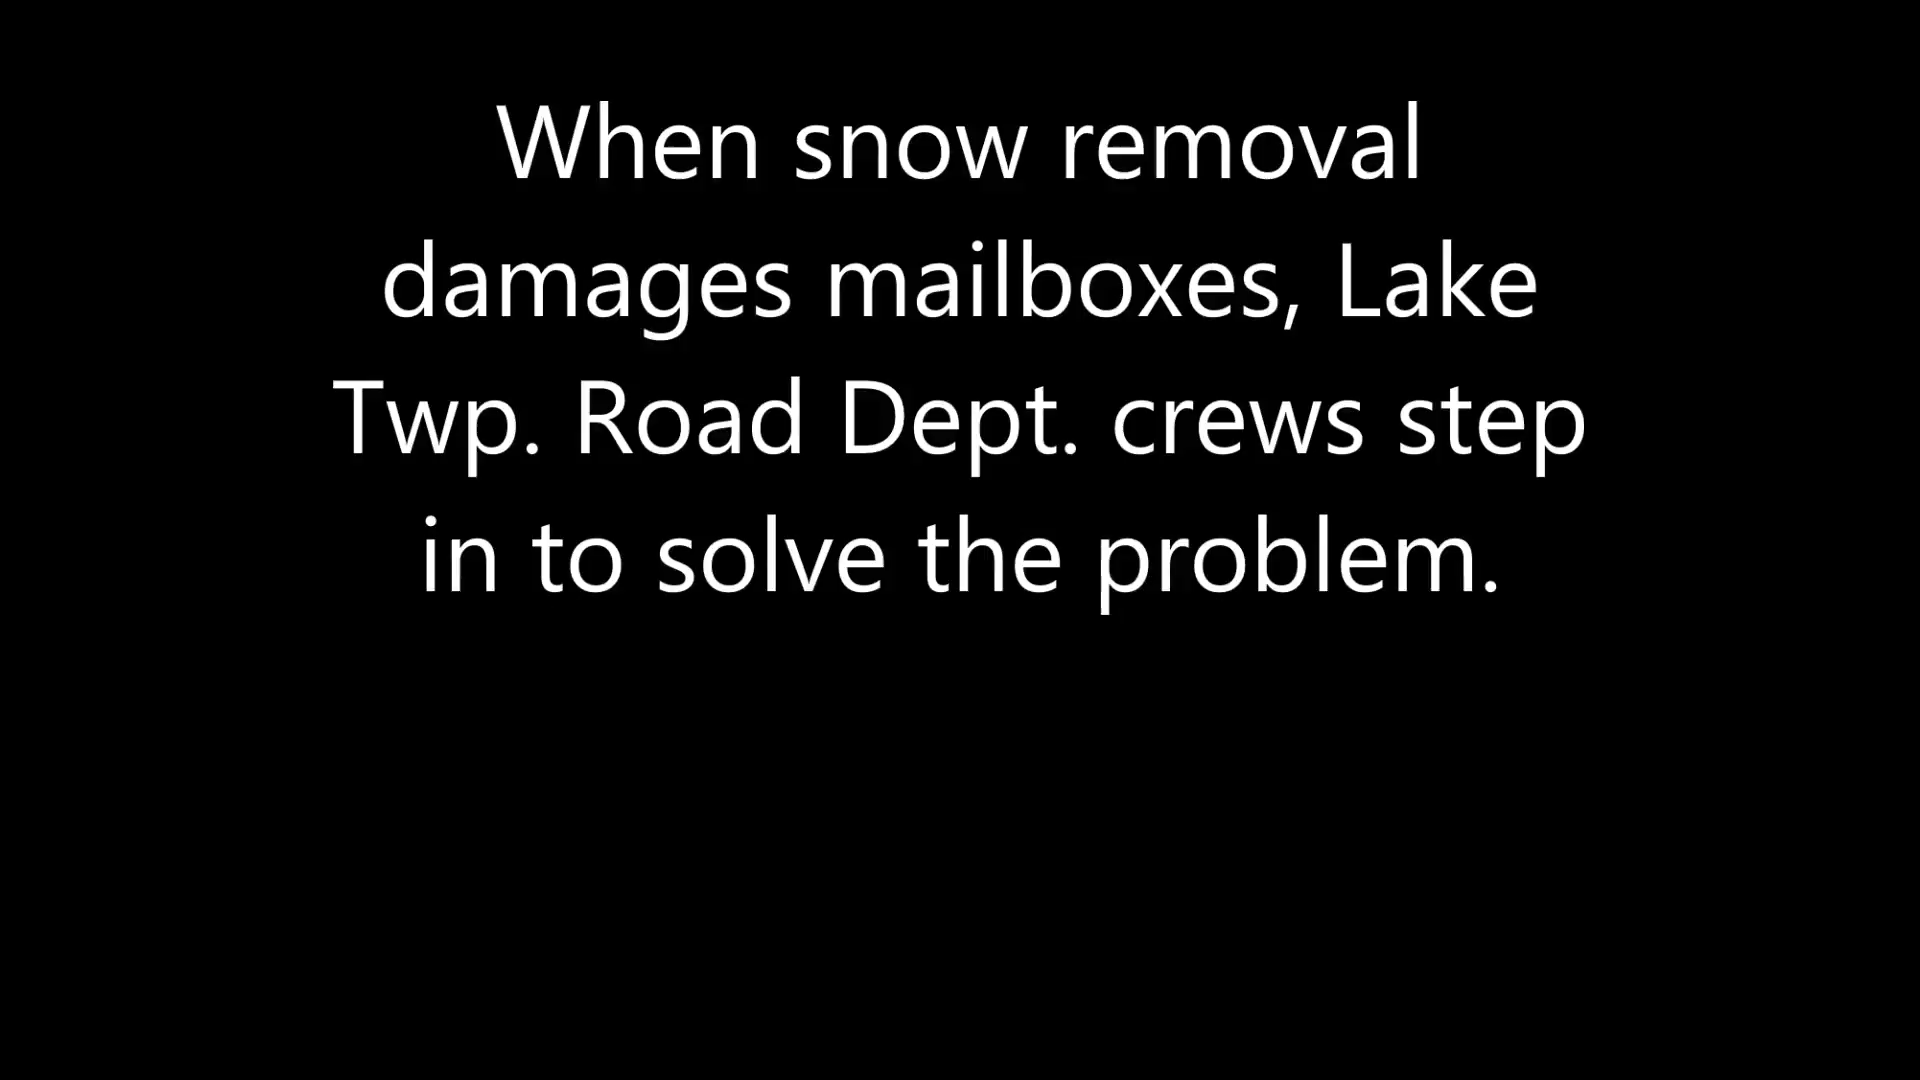 When snow removal
damages mailboxes, Lake
Twp. Road Dept. crews step
in to solve the problem.